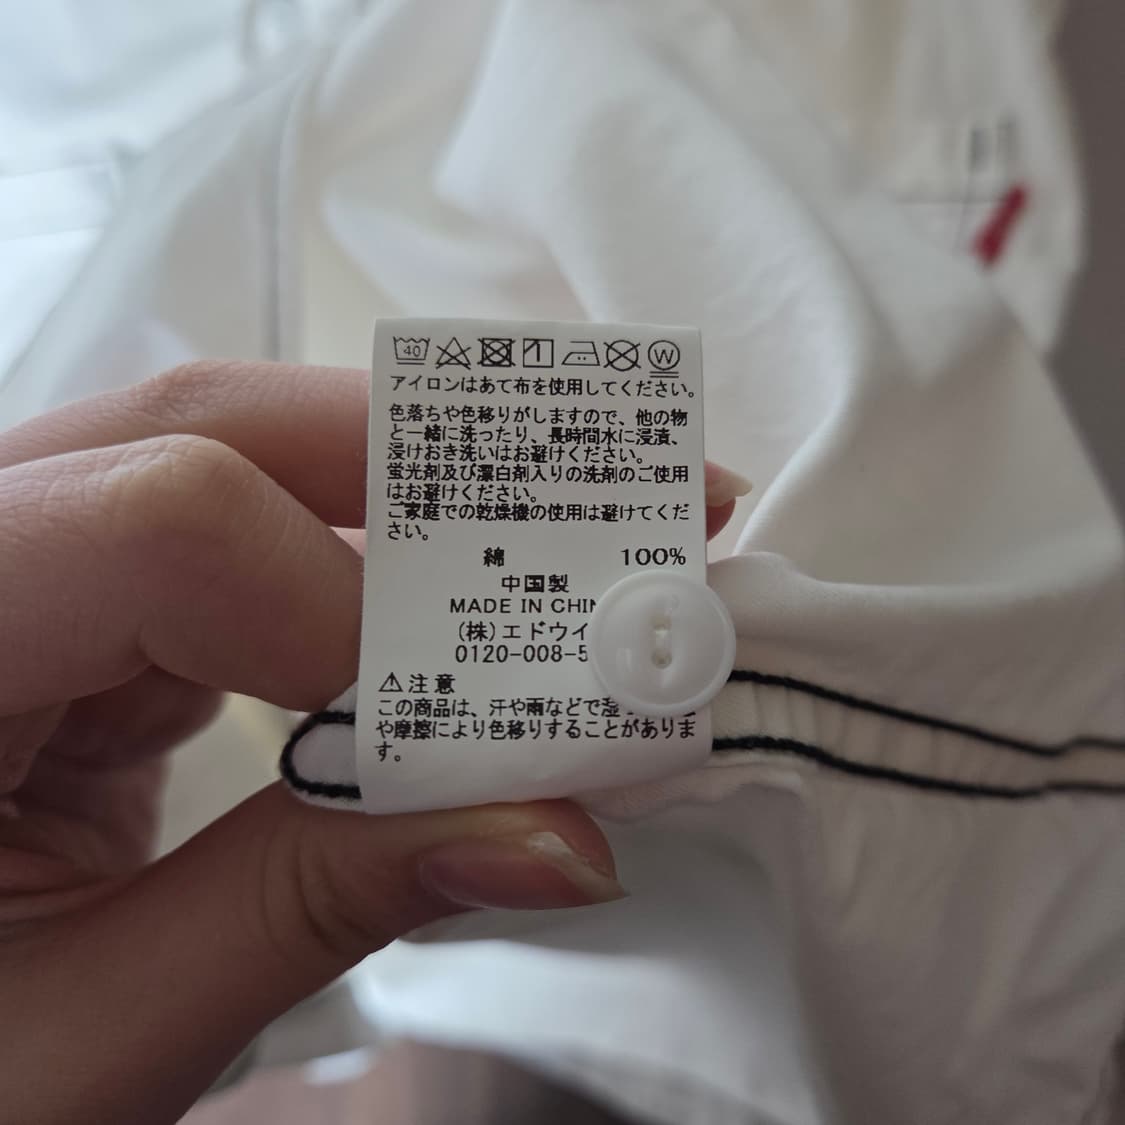 40 W
アイロンはあて布を使用してください。
色落ちや色移りがしますので、他の物
と一緒に洗ったり、長時間水に浸漬、
浸けおき洗いはお避けください。
蛍光剤及び漂白剤入りの洗剤のご使用
はお避けください。
ご家庭での乾燥機の使用は避けてくだ
さい。
綿 100%
中国製
MADE IN CHIN
(株)エドウイ
0120-008-5
⚠注意
この商品は、汗や雨などで湿
や摩擦により色移りすることがありま
す。